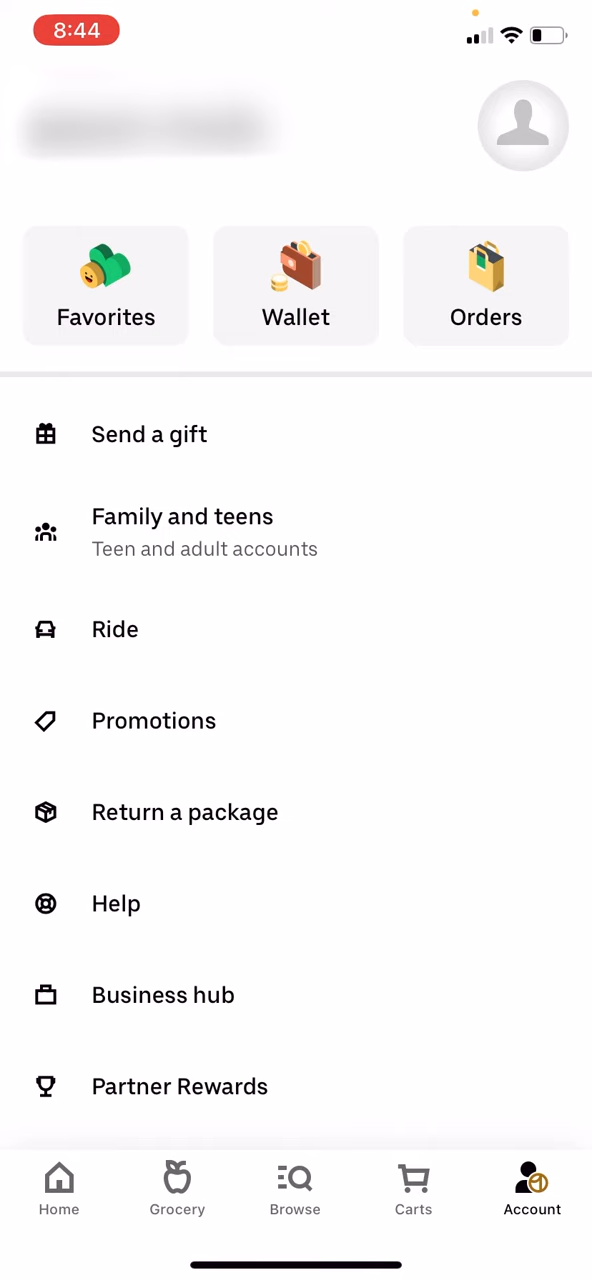 8:44
Favorites
Wallet
Orders
Send a gift
Family and teens
Teen and adult accounts
Ride
Promotions
Return a package
Help
Business hub
Partner Rewards
Home
Grocery
Browse
Carts
Account